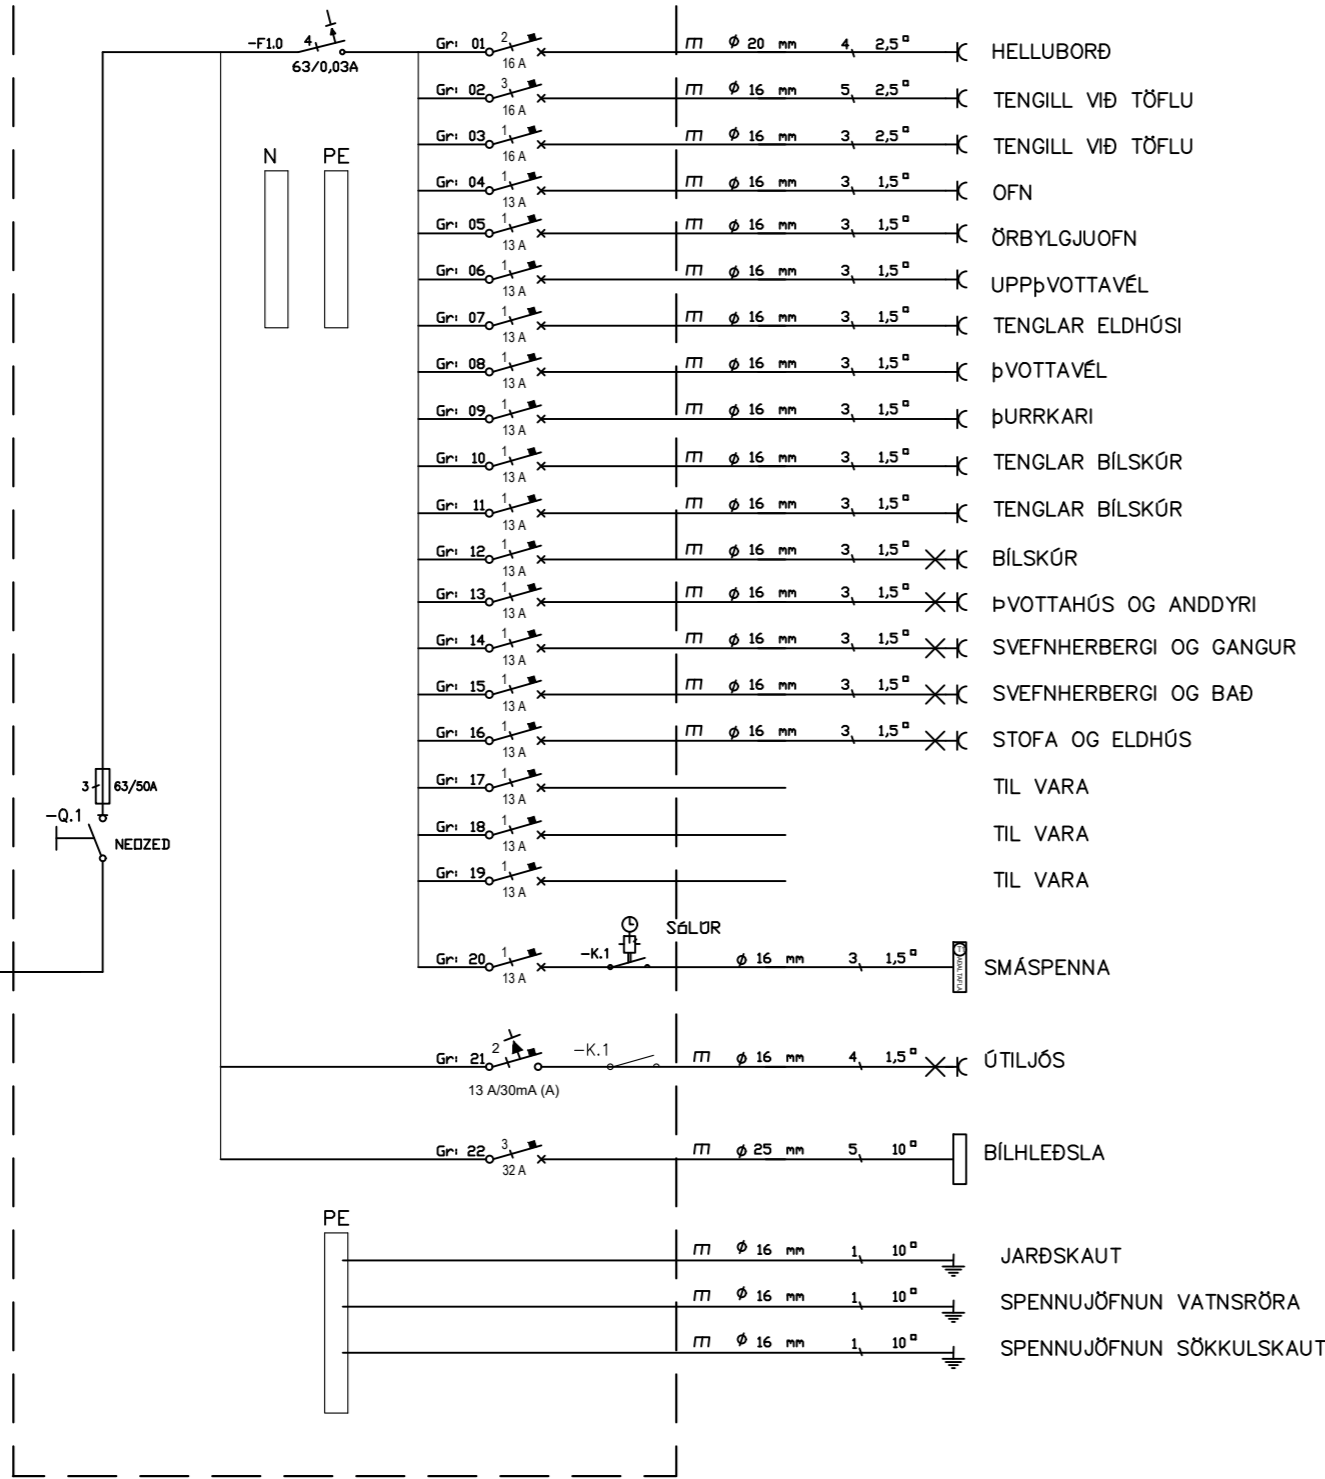 -F1.0 4 63/0,03A
N PE
Gr: 01 2 16 A m ϕ 20 mm 4 2,5 ▫ HELLUBORÐ
Gr: 02 3 16 A m ϕ 16 mm 5 2,5 ▫ TENGILL VIÐ TÖFLU
Gr: 03 1 16 A m ϕ 16 mm 3 2,5 ▫ TENGILL VIÐ TÖFLU
Gr: 04 1 13 A m ϕ 16 mm 3 1,5 ▫ OFN
Gr: 05 1 13 A m ϕ 16 mm 3 1,5 ▫ ÖRBYLGJUOFN
Gr: 06 1 13 A m ϕ 16 mm 3 1,5 ▫ UPPþVOTTAVÉL
Gr: 07 1 13 A m ϕ 16 mm 3 1,5 ▫ TENGLAR ELDHÚSI
Gr: 08 1 13 A m ϕ 16 mm 3 1,5 ▫ þVOTTAVÉL
Gr: 09 1 13 A m ϕ 16 mm 3 1,5 ▫ þURRKARI
Gr: 10 1 13 A m ϕ 16 mm 3 1,5 ▫ TENGLAR BÍLSKÚR
Gr: 11 1 13 A m ϕ 16 mm 3 1,5 ▫ TENGLAR BÍLSKÚR
Gr: 12 1 13 A m ϕ 16 mm 3 1,5 ▫ BÍLSKÚR
Gr: 13 1 13 A m ϕ 16 mm 3 1,5 ▫ ÞVOTTAHÚS OG ANDDYRI
Gr: 14 1 13 A m ϕ 16 mm 3 1,5 ▫ SVEFNHERBERGI OG GANGUR
Gr: 15 1 13 A m ϕ 16 mm 3 1,5 ▫ SVEFNHERBERGI OG BAÐ
Gr: 16 1 13 A m ϕ 16 mm 3 1,5 ▫ STOFA OG ELDHÚS
Gr: 17 1 13 A TIL VARA
3 63/50A
-Q.1 NEOZED
Gr: 18 1 13 A TIL VARA
Gr: 19 1 13 A TIL VARA
SóLÚR
Gr: 20 1 13 A -K.1 ϕ 16 mm 3 1,5 ▫ SMÁSPENNA
Gr: 21 2 13 A/30mA (A) -K.1 m ϕ 16 mm 4 1,5 ▫ ÚTILJÓS
Gr: 22 3 32 A m ϕ 25 mm 5 10 ▫ BÍLHLEÐSLA
PE
m ϕ 16 mm 1 10 ▫ JARÐSKAUT
m ϕ 16 mm 1 10 ▫ SPENNUJÖFNUN VATNSRÖRA
m ϕ 16 mm 1 10 ▫ SPENNUJÖFNUN SÖKKULSKAUT